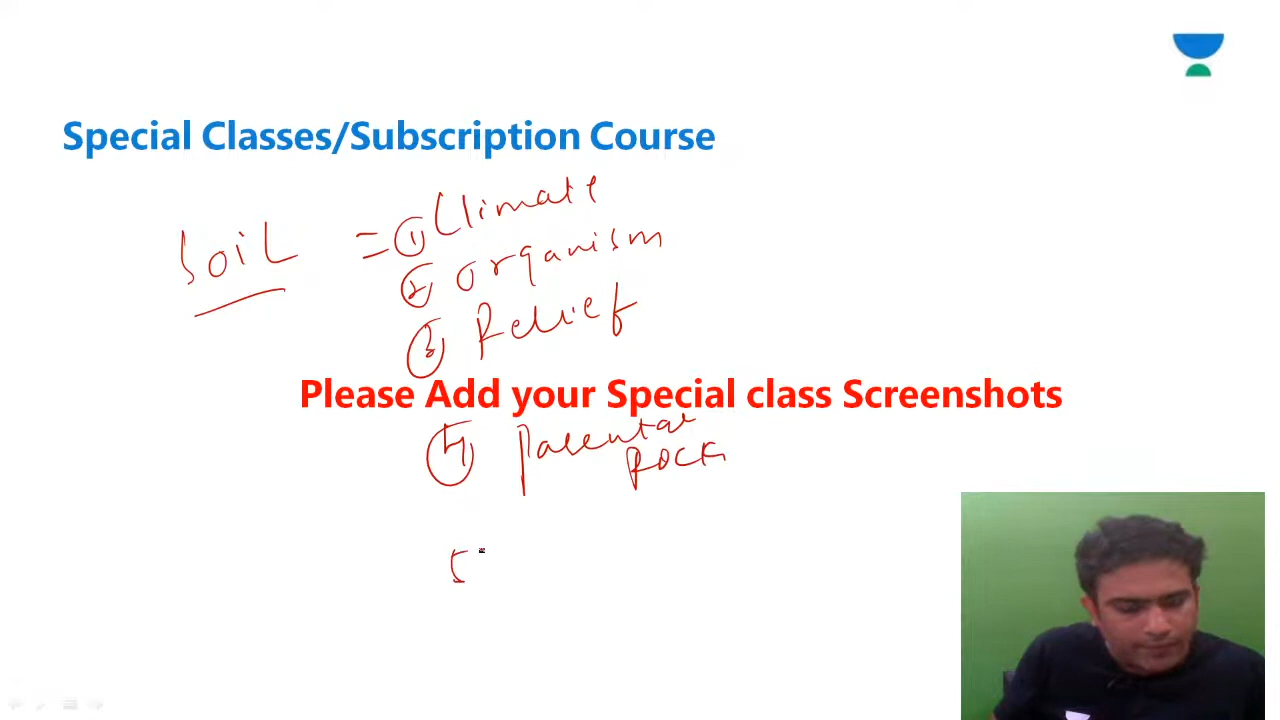 Special Classes/Subscription Course
Soil = ① Climate
② organism
③ Relief
Please Add your Special class Screenshots
④ parental
Rock
5